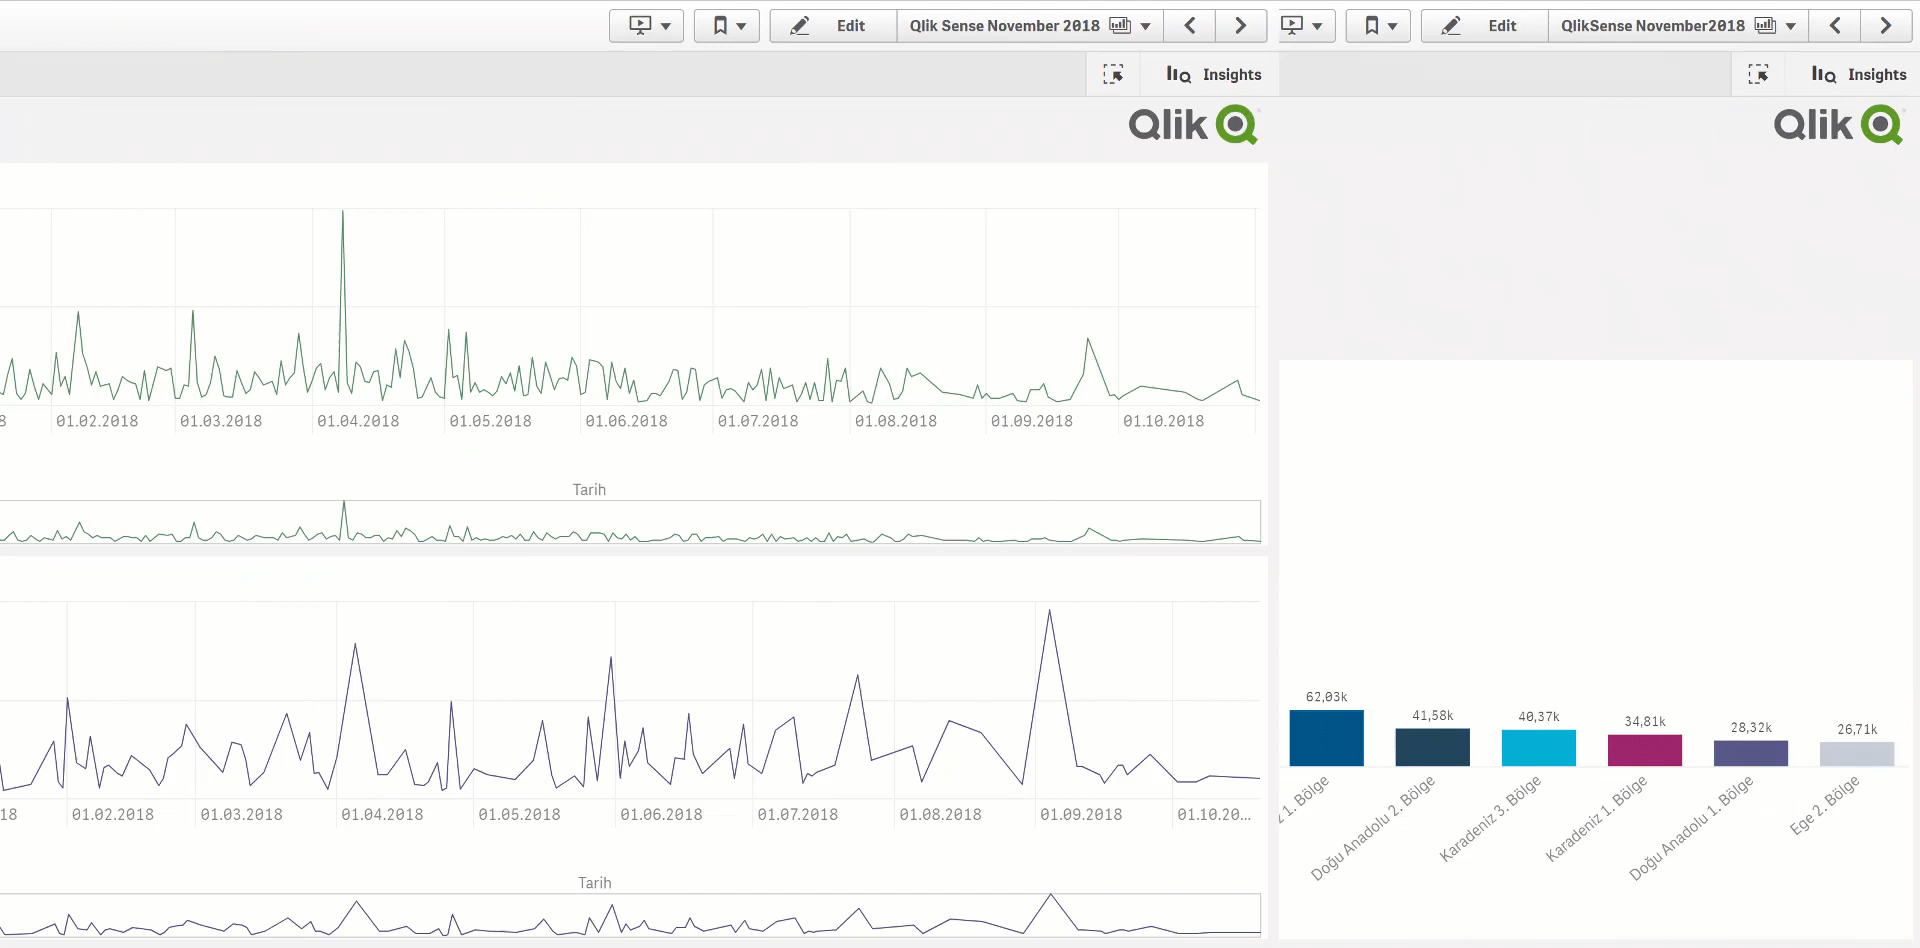 Edit
Qlik Sense November 2018
Edit
QlikSense November2018
Insights
Insights
Qlik
Qlik
8
01.02.2018
01.03.2018
01.04.2018
01.05.2018
01.06.2018
01.07.2018
01.08.2018
01.09.2018
01.10.2018
Tarih
18
01.02.2018
01.03.2018
01.04.2018
01.05.2018
01.06.2018
01.07.2018
01.08.2018
01.09.2018
01.10.20...
Tarih
62,03k
41,58k
40,37k
34,81k
28,32k
26,71k
z 1. Bölge
Doğu Anadolu 2. Bölge
Karadeniz 3. Bölge
Karadeniz 1. Bölge
Doğu Anadolu 1. Bölge
Ege 2. Bölge